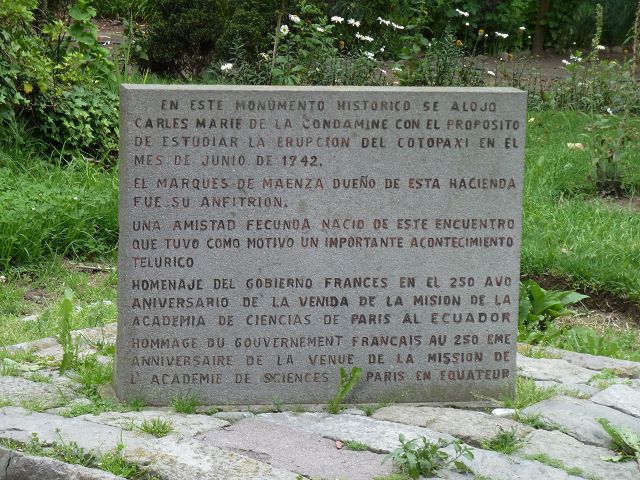 EN ESTE MONUMENTO HISTORICO SE ALOJO
CARLES MARIE DE LA CONDAMINE CON EL PROPOSITO
DE ESTUDIAR LA ERUPCION DEL COTOPAXI EN EL
MES DE JUNIO DE 1742.
EL MARQUES DE MAENZA DUEÑO DE ESTA HACIENDA
FUE SU ANFITRION.
UNA AMISTAD FECUNDA NACIO DE ESTE ENCUENTRO
QUE TUVO COMO MOTIVO UN IMPORTANTE ACONTECIMIENTO
TELURICO
HOMENAJE DEL GOBIERNO FRANCES EN EL 250 AVO
ANIVERSARIO DE LA VENIDA DE LA MISION DE LA
ACADEMIA DE CIENCIAS DE PARIS AL ECUADOR
HOMMAGE DU GOUVERNEMENT FRANÇAIS AU 250 EME
ANNIVERSAIRE DE LA VENUE DE LA MISSION DE
L' ACADEMIE DE SCIENCES PARIS EN EQUATEUR